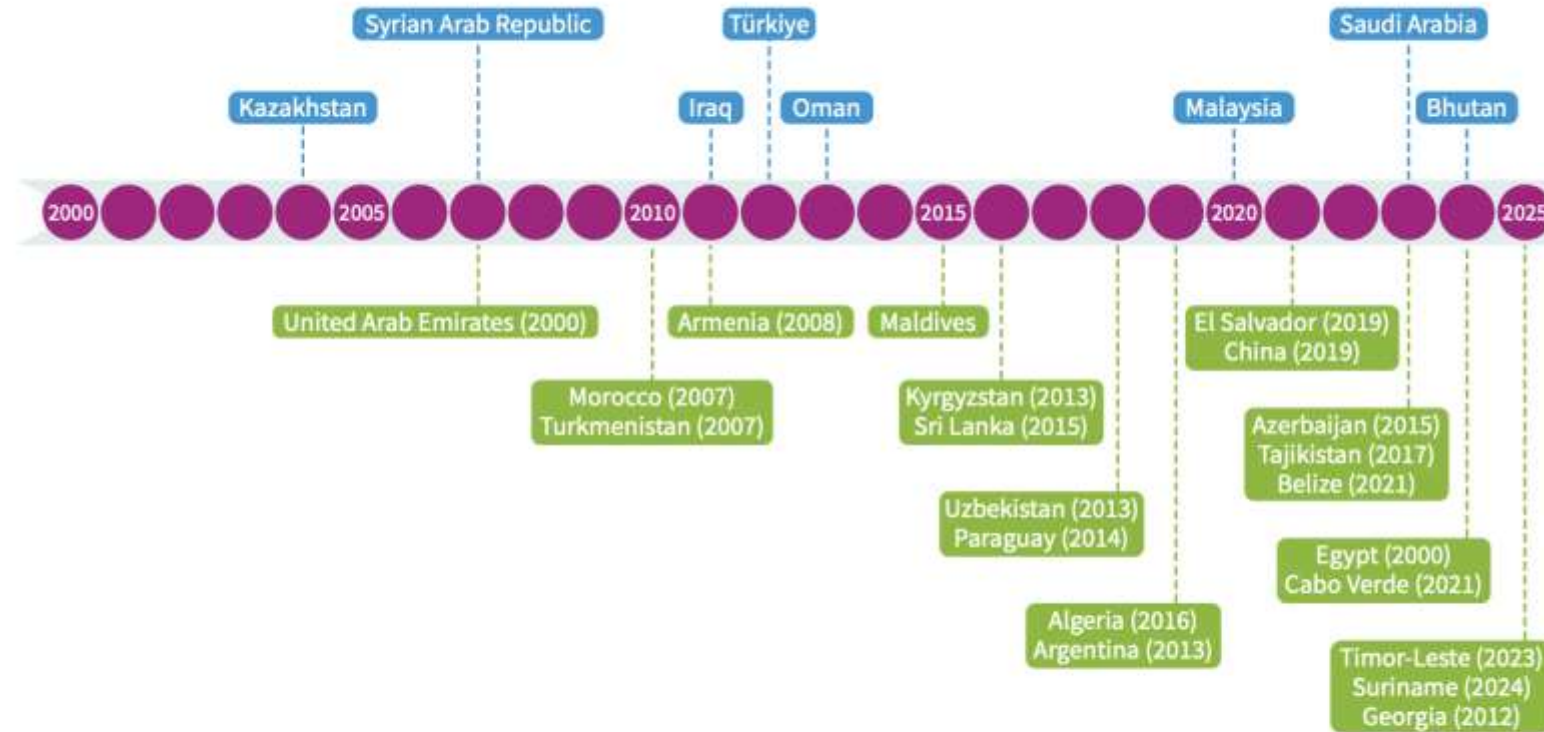 Syrian Arab Republic
Türkiye
Saudi Arabia
Kazakhstan
Iraq
Oman
Malaysia
Bhutan
2000
2005
2010
2015
2020
2025
United Arab Emirates (2000)
Armenia (2008)
Maldives
El Salvador (2019)
China (2019)
Morocco (2007)
Turkmenistan (2007)
Kyrgyzstan (2013)
Sri Lanka (2015)
Azerbaijan (2015)
Tajikistan (2017)
Belize (2021)
Uzbekistan (2013)
Paraguay (2014)
Egypt (2000)
Cabo Verde (2021)
Algeria (2016)
Argentina (2013)
Timor-Leste (2023)
Suriname (2024)
Georgia (2012)